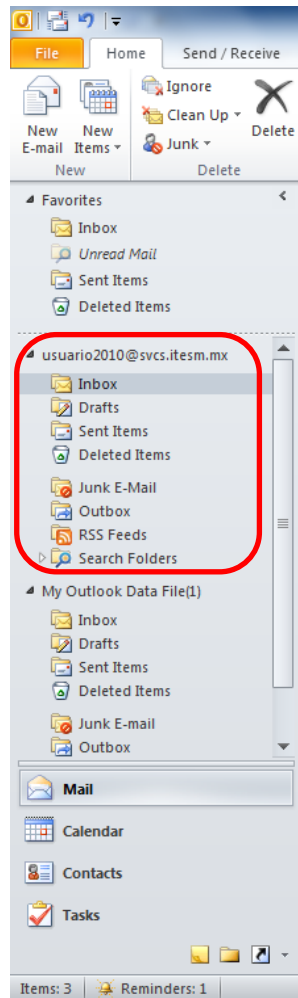 File Home Send / Receive
Ignore
Clean Up
Junk
New E-mail
New Items
Delete
New Delete
Favorites
Inbox
Unread Mail
Sent Items
Deleted Items
usuario2010@svcs.itesm.mx
Inbox
Drafts
Sent Items
Deleted Items
Junk E-Mail
Outbox
RSS Feeds
Search Folders
My Outlook Data File(1)
Inbox
Drafts
Sent Items
Deleted Items
Junk E-mail
Outbox
Mail
Calendar
Contacts
Tasks
Items: 3 Reminders: 1